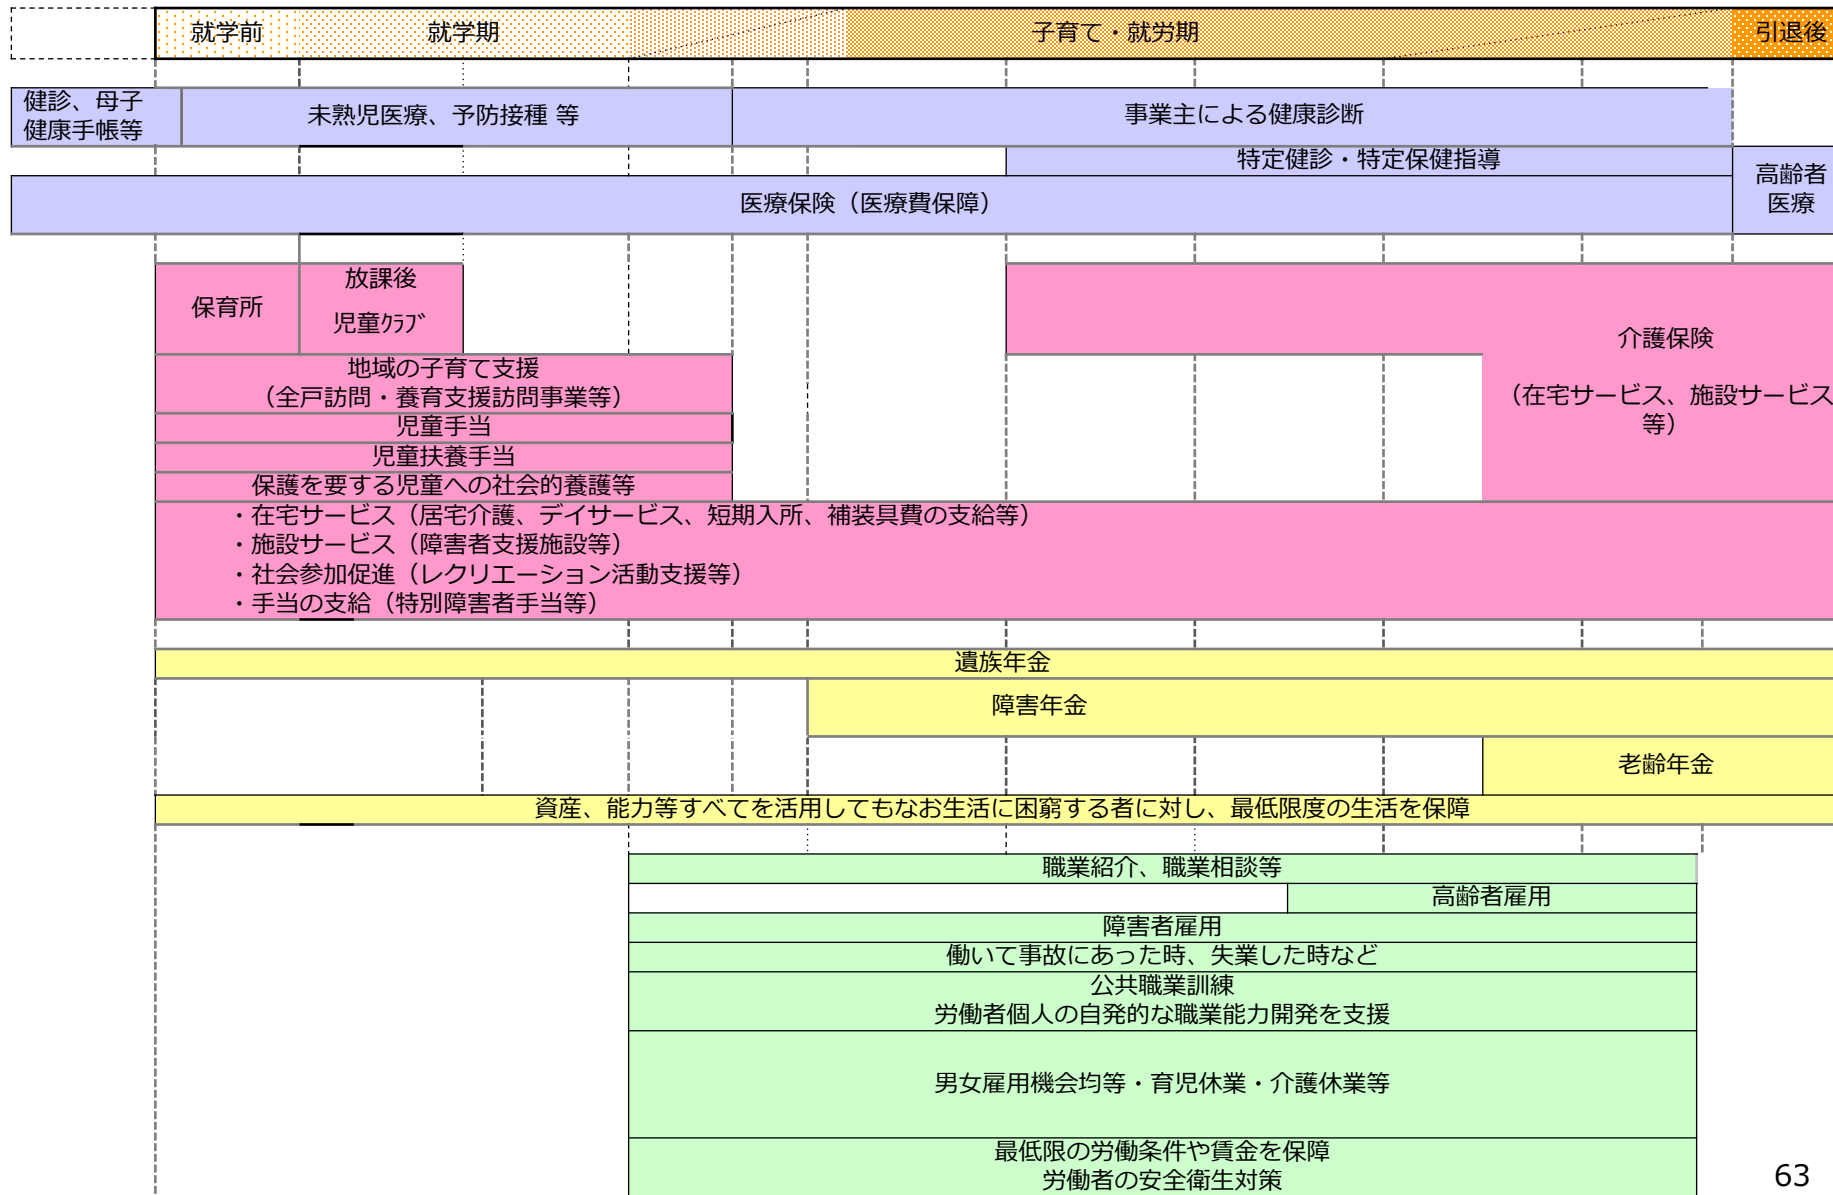 就学前
就学期
子育て・就労期
引退後
健診、母子
健康手帳等
未熟児医療、予防接種 等
事業主による健康診断
特定健診・特定保健指導
高齢者
医療
医療保険（医療費保障）
保育所
放課後
児童ｸﾗﾌﾞ
介護保険
（在宅サービス、施設サービス
等）
地域の子育て支援
（全戸訪問・養育支援訪問事業等）
児童手当
児童扶養手当
保護を要する児童への社会的養護等
・在宅サービス（居宅介護、デイサービス、短期入所、補装具費の支給等）
・施設サービス（障害者支援施設等）
・社会参加促進（レクリエーション活動支援等）
・手当の支給（特別障害者手当等）
遺族年金
障害年金
老齢年金
資産、能力等すべてを活用してもなお生活に困窮する者に対し、最低限度の生活を保障
職業紹介、職業相談等
高齢者雇用
障害者雇用
働いて事故にあった時、失業した時など
公共職業訓練
労働者個人の自発的な職業能力開発を支援
男女雇用機会均等・育児休業・介護休業等
最低限の労働条件や賃金を保障
労働者の安全衛生対策
63